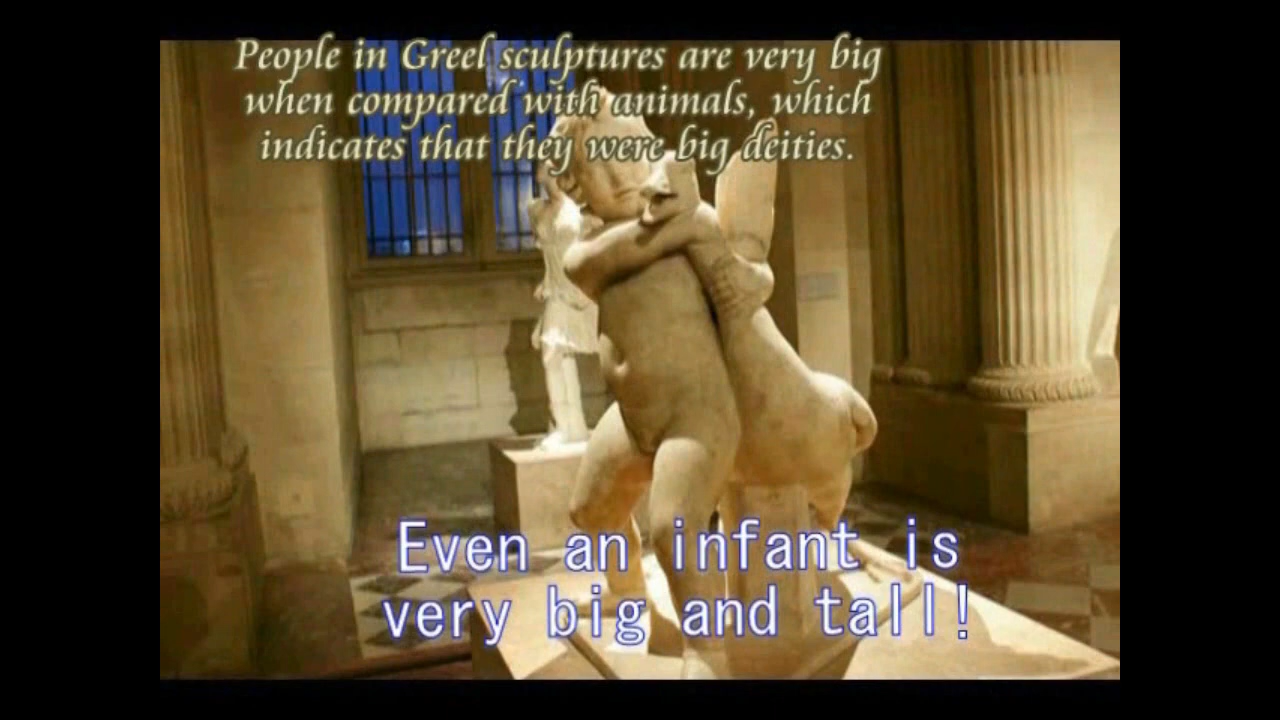 People in Greel sculptures are very big
when compared with animals, which
indicates that they were big deities.
Even an infant is
very big and tall!